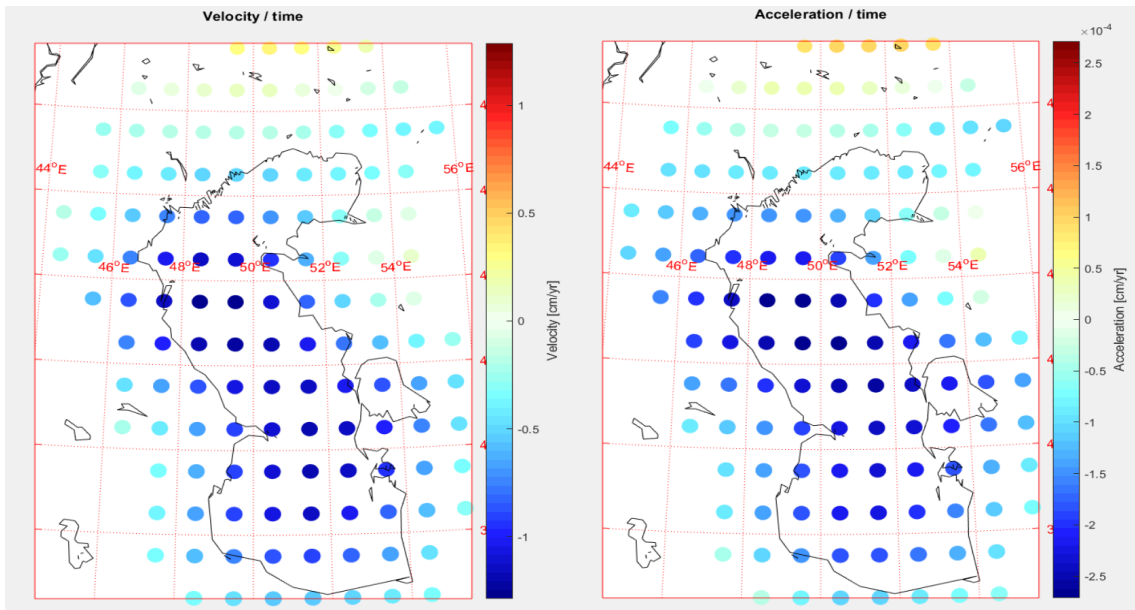 Velocity / time
44°E
56°E
46°E
48°E
50°E
52°E
54°E
1
0.5
0
-0.5
-1
Velocity [cm/yr]
Acceleration / time
×10⁻⁴
44°E
56°E
46°E
48°E
50°E
52°E
54°E
2.5
2
1.5
1
0.5
0
-0.5
-1
-1.5
-2
-2.5
Acceleration [cm/yr]